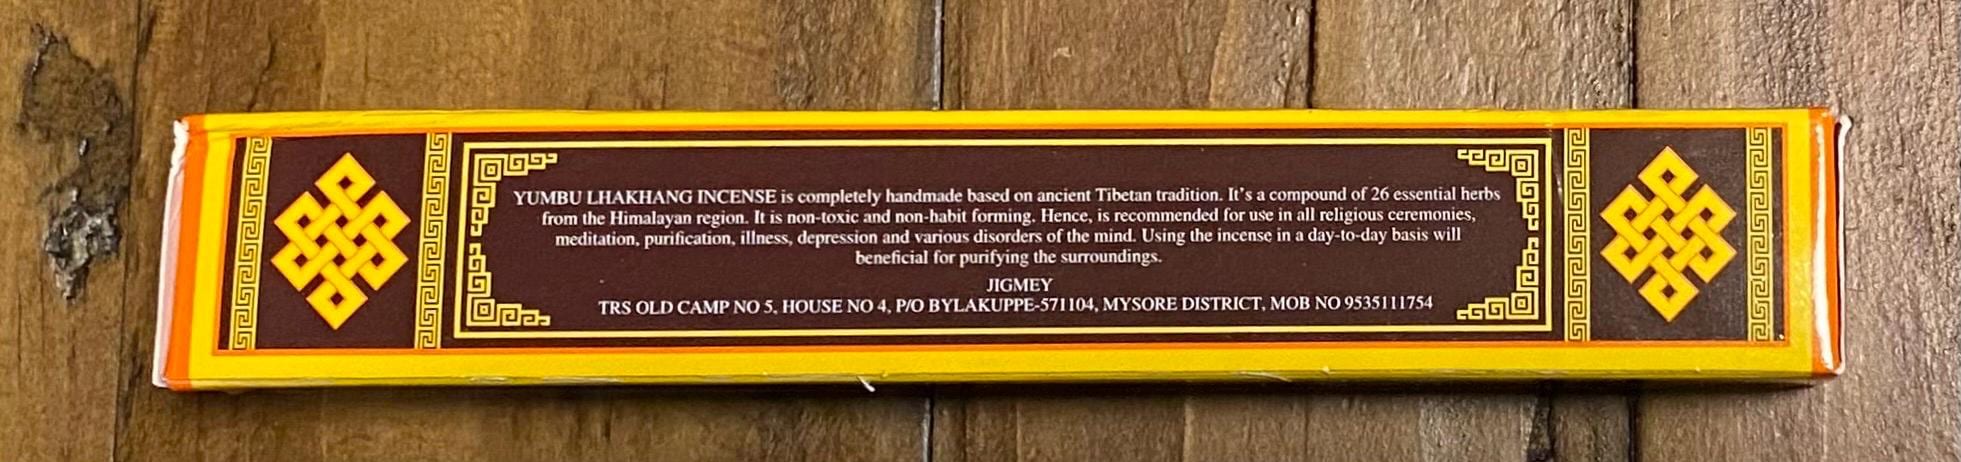 YUMBU LHAKHANG INCENSE is completely handmade based on ancient Tibetan tradition. It's a compound of 26 essential herbs
from the Himalayan region. It is non-toxic and non-habit forming. Hence, is recommended for use in all religious ceremonies,
meditation, purification, illness, depression and various disorders of the mind. Using the incense in a day-to-day basis will
beneficial for purifying the surroundings.
JIGMEY
TRS OLD CAMP NO 5, HOUSE NO 4, P/O BYLAKUPPE-571104, MYSORE DISTRICT, MOB NO 9535111754